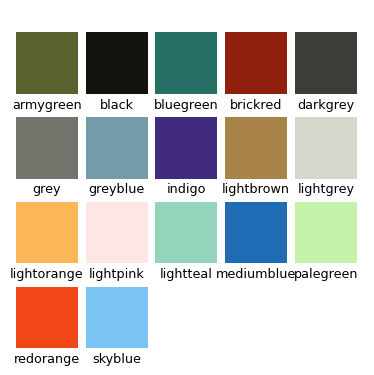 armygreen black bluegreen brickred darkgrey
grey greyblue indigo lightbrown lightgrey
lightorange lightpink lightteal mediumblue palegreen
redorange skyblue